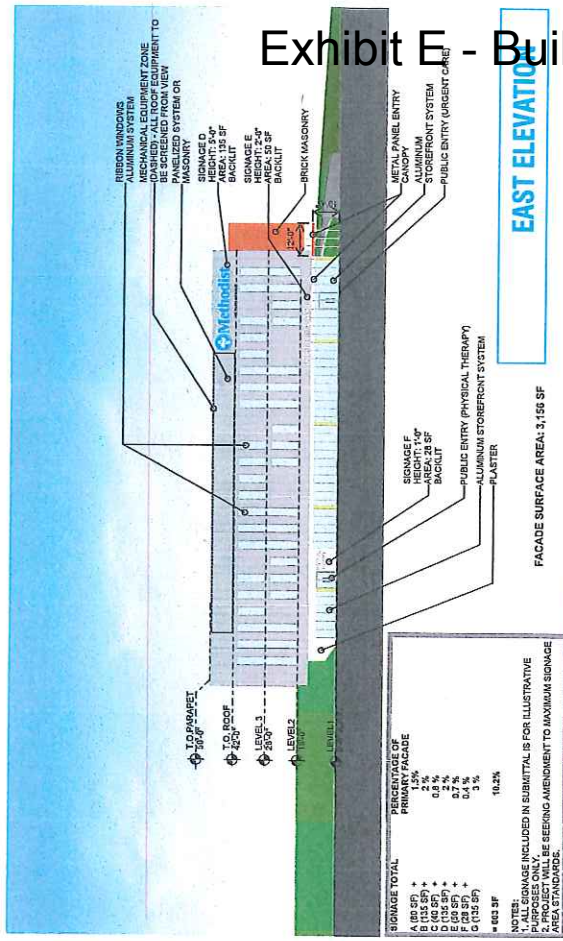 Exhibit E - Buil
RIBBON WINDOWS
ALUMINUM SYSTEM
MECHANICAL EQUIPMENT ZONE
(DASHED) - ALL ROOF EQUIPMENT TO
BE SCREENED FROM VIEW
PANELIZED SYSTEM OR
MASONRY
SIGNAGE D
HEIGHT: 5'-0"
AREA: 135 SF
BACKLIT
SIGNAGE E
HEIGHT: 2'-0"
AREA: 50 SF
BACKLIT
BRICK MASONRY
METAL PANEL ENTRY
CANOPY
ALUMINUM
STOREFRONT SYSTEM
PUBLIC ENTRY (URGENT CARE)
Methodist
12'-0"
T.O. PARAPET
T.O. ROOF
42'-0"
LEVEL 3
28'-0"
LEVEL 2
LEVEL 1
SIGNAGE F
HEIGHT: 1'-0"
AREA: 28 SF
BACKLIT
PUBLIC ENTRY (PHYSICAL THERAPY)
ALUMINUM STOREFRONT SYSTEM
PLASTER
EAST ELEVATION
FACADE SURFACE AREA: 3,156 SF
SIGNAGE TOTAL PERCENTAGE OF
PRIMARY FACADE
A (80 SF) + 1.5%
B (135 SF) + 2 %
C (40 SF) + 0.8 %
D (135 SF) + 2 %
E (50 SF) + 0.7 %
F (28 SF) + 0.4 %
G (135 SF) 3 %
= 603 SF 10.2%
NOTES:
1. ALL SIGNAGE INCLUDED IN SUBMITTAL IS FOR ILLUSTRATIVE
PURPOSES ONLY.
2. PROJECT WILL BE SEEKING AMENDMENT TO MAXIMUM SIGNAGE
AREA STANDARDS.